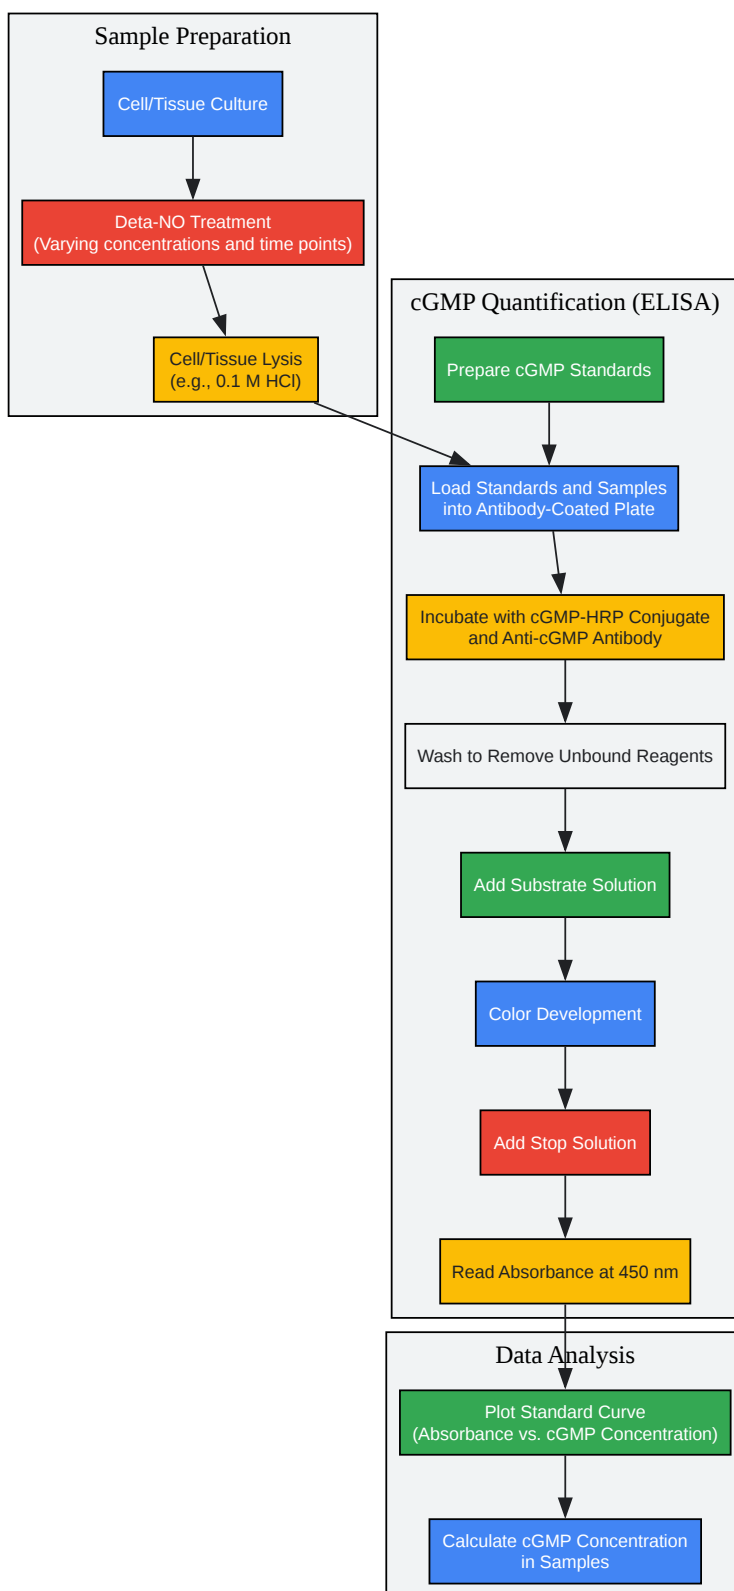 Sample Preparation
Cell/Tissue Culture
Deta-NO Treatment
(Varying concentrations and time points)
Cell/Tissue Lysis
(e.g., 0.1 M HCl)
cGMP Quantification (ELISA)
Prepare cGMP Standards
Load Standards and Samples
into Antibody-Coated Plate
Incubate with cGMP-HRP Conjugate
and Anti-cGMP Antibody
Wash to Remove Unbound Reagents
Add Substrate Solution
Color Development
Add Stop Solution
Read Absorbance at 450 nm
Data Analysis
Plot Standard Curve
(Absorbance vs. cGMP Concentration)
Calculate cGMP Concentration
in Samples